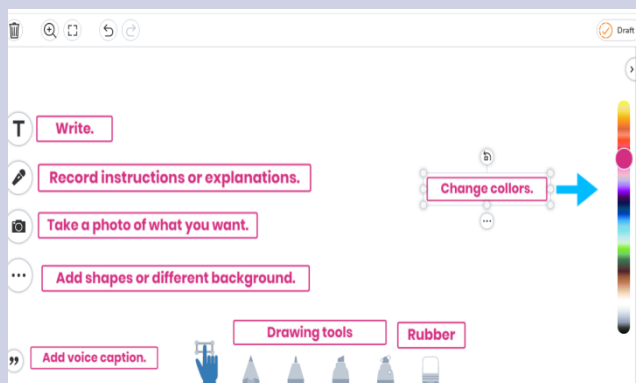 Draft
T
Write.
Record instructions or explanations.
Change collors.
Take a photo of what you want.
Add shapes or different background.
Drawing tools
Rubber
Add voice caption.